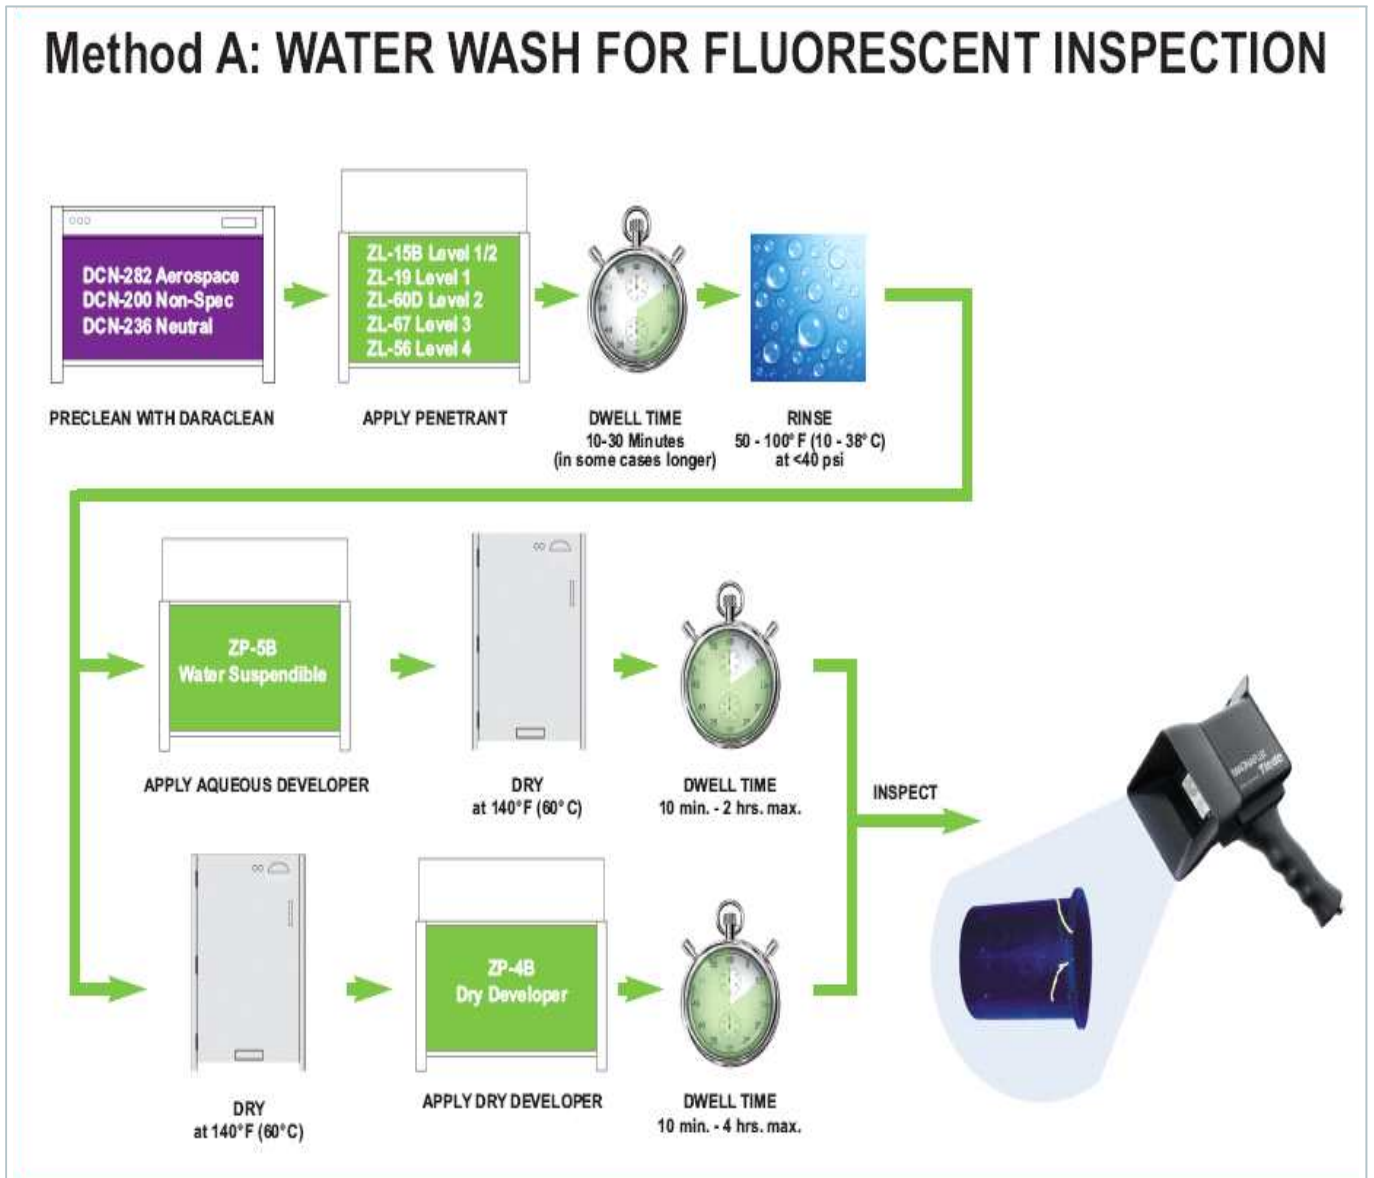 Method A: WATER WASH FOR FLUORESCENT INSPECTION
DCN-282 Aerospace
DCN-200 Non-Spec
DCN-236 Neutral
PRECLEAN WITH DARACLEAN
ZL-15B Level 1/2
ZL-19 Level 1
ZL-60D Level 2
ZL-67 Level 3
ZL-56 Level 4
APPLY PENETRANT
DWELL TIME
10-30 Minutes
(in some cases longer)
RINSE
50 - 100° F (10 - 38° C)
at <40 psi
ZP-5B
Water Suspendible
APPLY AQUEOUS DEVELOPER
DRY
at 140°F (60°C)
DWELL TIME
10 min. - 2 hrs. max.
INSPECT
DRY
at 140°F (60°C)
ZP-4B
Dry Developer
APPLY DRY DEVELOPER
DWELL TIME
10 min. - 4 hrs. max.